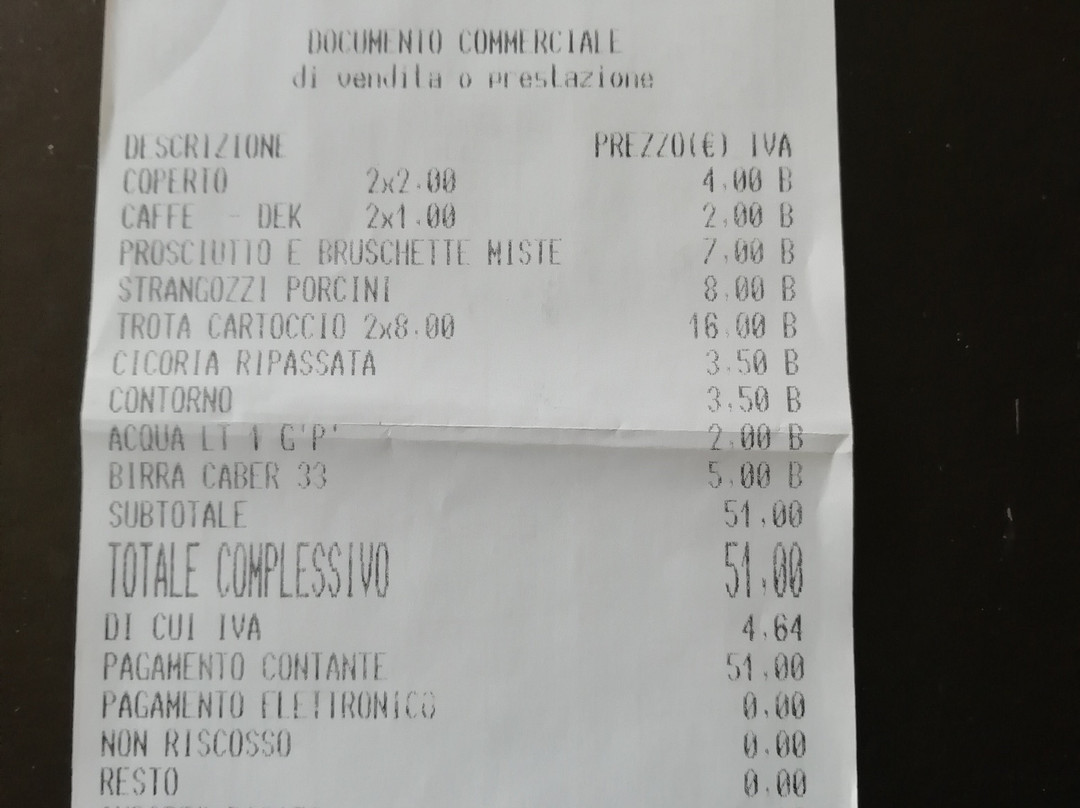 DOCUMENTO COMMERCIALE
di vendita o prestazione
DESCRIZIONE PREZZO(€) IVA
COPERTO 2x2.00 4,00 B
CAFFE - DEK 2x1.00 2,00 B
PROSCIUTTO E BRUSCHETTE MISTE 7,00 B
STRANGOZZI PORCINI 8,00 B
TROTA CARTOCCIO 2x8.00 16,00 B
CICORIA RIPASSATA 3,50 B
CONTORNO 3,50 B
ACQUA LT 1 G'P' 2,00 B
BIRRA CABER 33 5,00 B
SUBTOTALE 51,00
TOTALE COMPLESSIVO 51,00
DI CUI IVA 4,64
PAGAMENTO CONTANTE 51,00
PAGAMENTO ELETTRONICO 0,00
NON RISCOSSO 0,00
RESTO 0,00